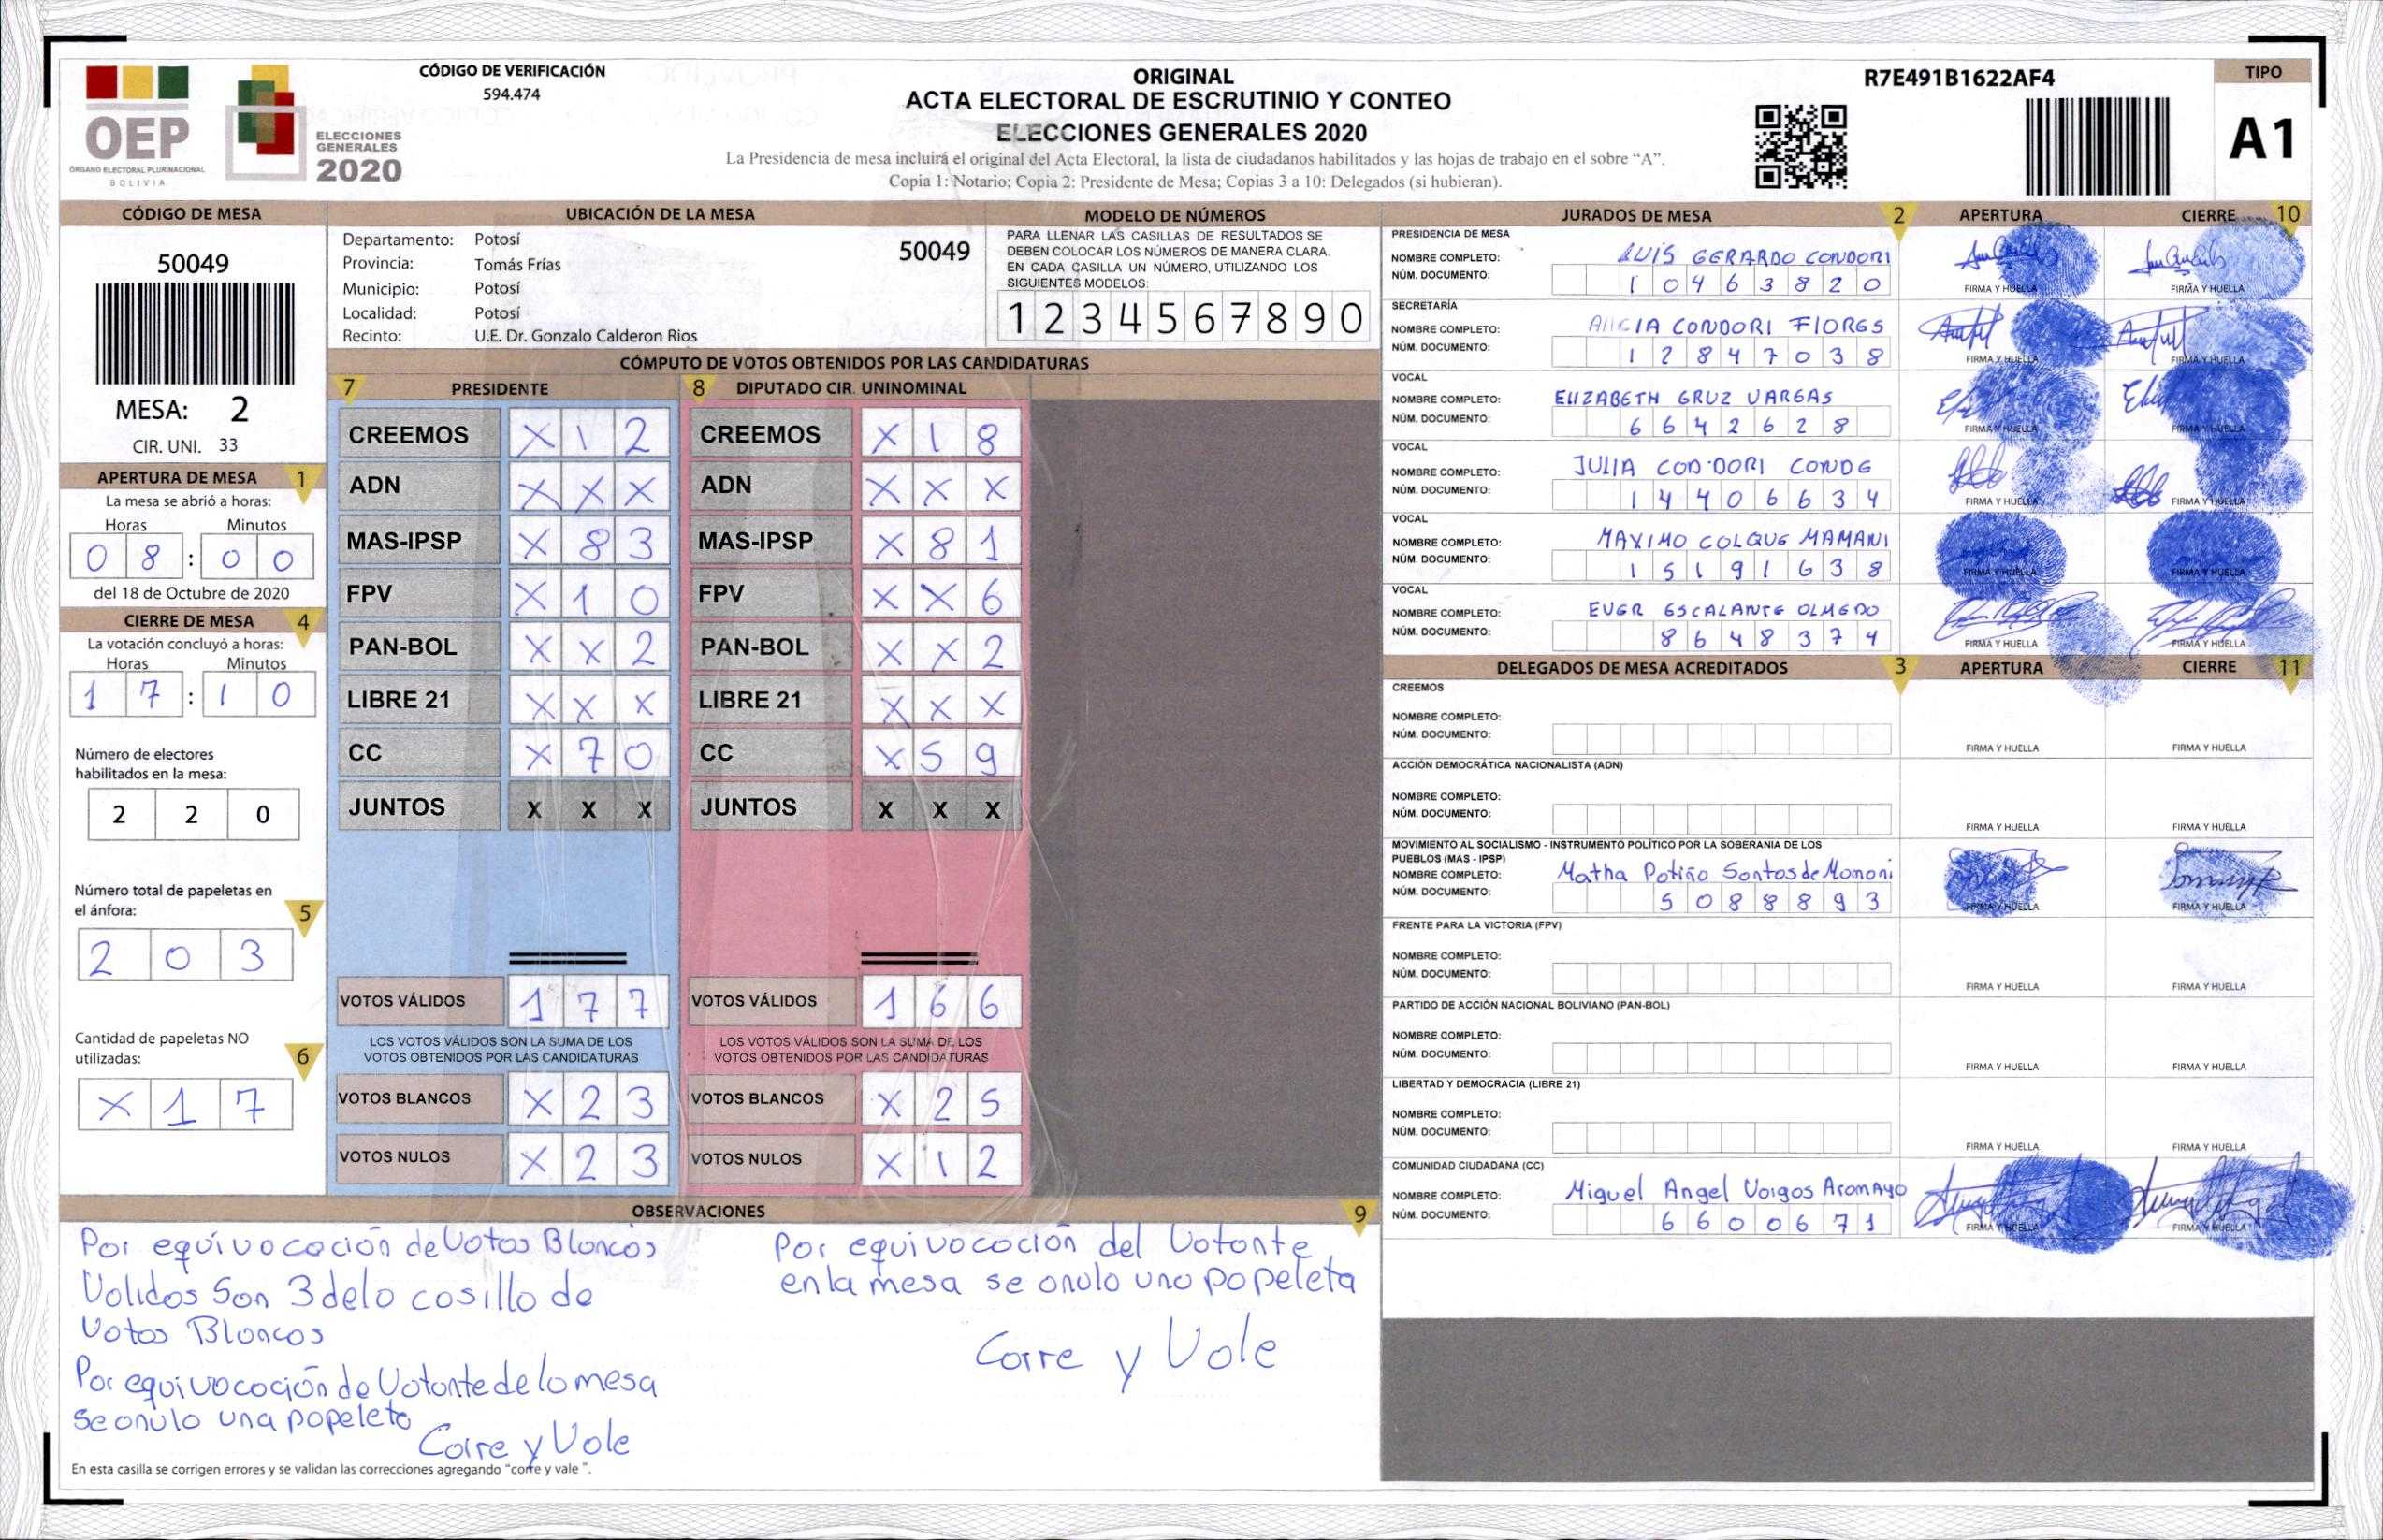 OEP
ÓRGANO ELECTORAL PLURINACIONAL
BOLIVIA
ELECCIONES
GENERALES
2020
CÓDIGO DE VERIFICACIÓN
594.474
ORIGINAL
ACTA ELECTORAL DE ESCRUTINIO Y CONTEO
ELECCIONES GENERALES 2020
La Presidencia de mesa incluirá el original del Acta Electoral, la lista de ciudadanos habilitados y las hojas de trabajo en el sobre “A”.
Copia 1: Notario; Copia 2: Presidente de Mesa; Copias 3 a 10: Delegados (si hubieran).
R7E491B1622AF4
TIPO
A1
CÓDIGO DE MESA
50049
MESA: 2
CIR. UNI. 33
APERTURA DE MESA 1
La mesa se abrió a horas:
Horas Minutos
0 8 : 0 0
del 18 de Octubre de 2020
CIERRE DE MESA 4
La votación concluyó a horas:
Horas Minutos
1 7 : 1 0
Número de electores
habilitados en la mesa:
2 2 0
Número total de papeletas en
el ánfora: 5
2 0 3
Cantidad de papeletas NO
utilizadas: 6
X 1 7
UBICACIÓN DE LA MESA
Departamento: Potosí
50049
Provincia: Tomás Frías
Municipio: Potosí
Localidad: Potosí
Recinto: U.E. Dr. Gonzalo Calderon Rios
MODELO DE NÚMEROS
PARA LLENAR LAS CASILLAS DE RESULTADOS SE
DEBEN COLOCAR LOS NÚMEROS DE MANERA CLARA.
EN CADA CASILLA UN NÚMERO, UTILIZANDO LOS
SIGUIENTES MODELOS:
1 2 3 4 5 6 7 8 9 0
CÓMPUTO DE VOTOS OBTENIDOS POR LAS CANDIDATURAS
7 PRESIDENTE
CREEMOS X 1 2
ADN X X X
MAS-IPSP X 8 3
FPV X 1 0
PAN-BOL X X 2
LIBRE 21 X X X
CC X 7 0
JUNTOS X X X
VOTOS VÁLIDOS 1 7 7
LOS VOTOS VÁLIDOS SON LA SUMA DE LOS
VOTOS OBTENIDOS POR LAS CANDIDATURAS
VOTOS BLANCOS X 2 3
VOTOS NULOS X 2 3
8 DIPUTADO CIR. UNINOMINAL
CREEMOS X 1 8
ADN X X X
MAS-IPSP X 8 1
FPV X X 6
PAN-BOL X X 2
LIBRE 21 X X X
CC X 5 9
JUNTOS X X X
VOTOS VÁLIDOS 1 6 6
LOS VOTOS VÁLIDOS SON LA SUMA DE LOS
VOTOS OBTENIDOS POR LAS CANDIDATURAS
VOTOS BLANCOS X 2 5
VOTOS NULOS X 1 2
OBSERVACIONES 9
Por equivocación de Votos Blancos
Validos Son 3 de la casilla de
Votos Blancos
Por equivocación de Votante de la mesa
se anulo una papeleta
Corre y Vale
Por equivocación del Votante
en la mesa se anulo una papeleta
Corre y Vale
En esta casilla se corrigen errores y se validan las correcciones agregando “corre y vale ”.
JURADOS DE MESA 2 APERTURA CIERRE 10
PRESIDENCIA DE MESA
NOMBRE COMPLETO: LUIS GERARDO CONDORI
NÚM. DOCUMENTO: 1 0 4 6 3 8 2 0
FIRMA Y HUELLA FIRMA Y HUELLA
SECRETARÍA
NOMBRE COMPLETO: AlICIA CONDORI FlORES
NÚM. DOCUMENTO: 1 2 8 4 7 0 3 8
FIRMA Y HUELLA FIRMA Y HUELLA
VOCAL
NOMBRE COMPLETO: ELIZABETH CRUZ VARGAS
NÚM. DOCUMENTO: 6 6 4 2 6 2 8
FIRMA Y HUELLA FIRMA Y HUELLA
VOCAL
NOMBRE COMPLETO: JULIA CONDORI CONDE
NÚM. DOCUMENTO: 1 4 4 0 6 6 3 4
FIRMA Y HUELLA FIRMA Y HUELLA
VOCAL
NOMBRE COMPLETO: MAXIMO COLQUE MAMANI
NÚM. DOCUMENTO: 1 5 1 9 1 6 3 8
FIRMA Y HUELLA FIRMA Y HUELLA
VOCAL
NOMBRE COMPLETO: EVER ESCALANTE OLMEDO
NÚM. DOCUMENTO: 8 6 4 8 3 7 4
FIRMA Y HUELLA FIRMA Y HUELLA
DELEGADOS DE MESA ACREDITADOS 3 APERTURA CIERRE 11
CREEMOS
NOMBRE COMPLETO:
NÚM. DOCUMENTO:
FIRMA Y HUELLA FIRMA Y HUELLA
ACCIÓN DEMOCRÁTICA NACIONALISTA (ADN)
NOMBRE COMPLETO:
NÚM. DOCUMENTO:
FIRMA Y HUELLA FIRMA Y HUELLA
MOVIMIENTO AL SOCIALISMO - INSTRUMENTO POLÍTICO POR LA SOBERANIA DE LOS
PUEBLOS (MAS - IPSP)
NOMBRE COMPLETO: Matha Patiño Santos de Mamani
NÚM. DOCUMENTO: 5 0 8 8 8 9 3
FIRMA Y HUELLA FIRMA Y HUELLA
FRENTE PARA LA VICTORIA (FPV)
NOMBRE COMPLETO:
NÚM. DOCUMENTO:
FIRMA Y HUELLA FIRMA Y HUELLA
PARTIDO DE ACCIÓN NACIONAL BOLIVIANO (PAN-BOL)
NOMBRE COMPLETO:
NÚM. DOCUMENTO:
FIRMA Y HUELLA FIRMA Y HUELLA
LIBERTAD Y DEMOCRACIA (LIBRE 21)
NOMBRE COMPLETO:
NÚM. DOCUMENTO:
FIRMA Y HUELLA FIRMA Y HUELLA
COMUNIDAD CIUDADANA (CC)
NOMBRE COMPLETO: Miguel Angel Vargas Aramayo
NÚM. DOCUMENTO: 6 6 0 0 6 7 1
FIRMA Y HUELLA FIRMA Y HUELLA